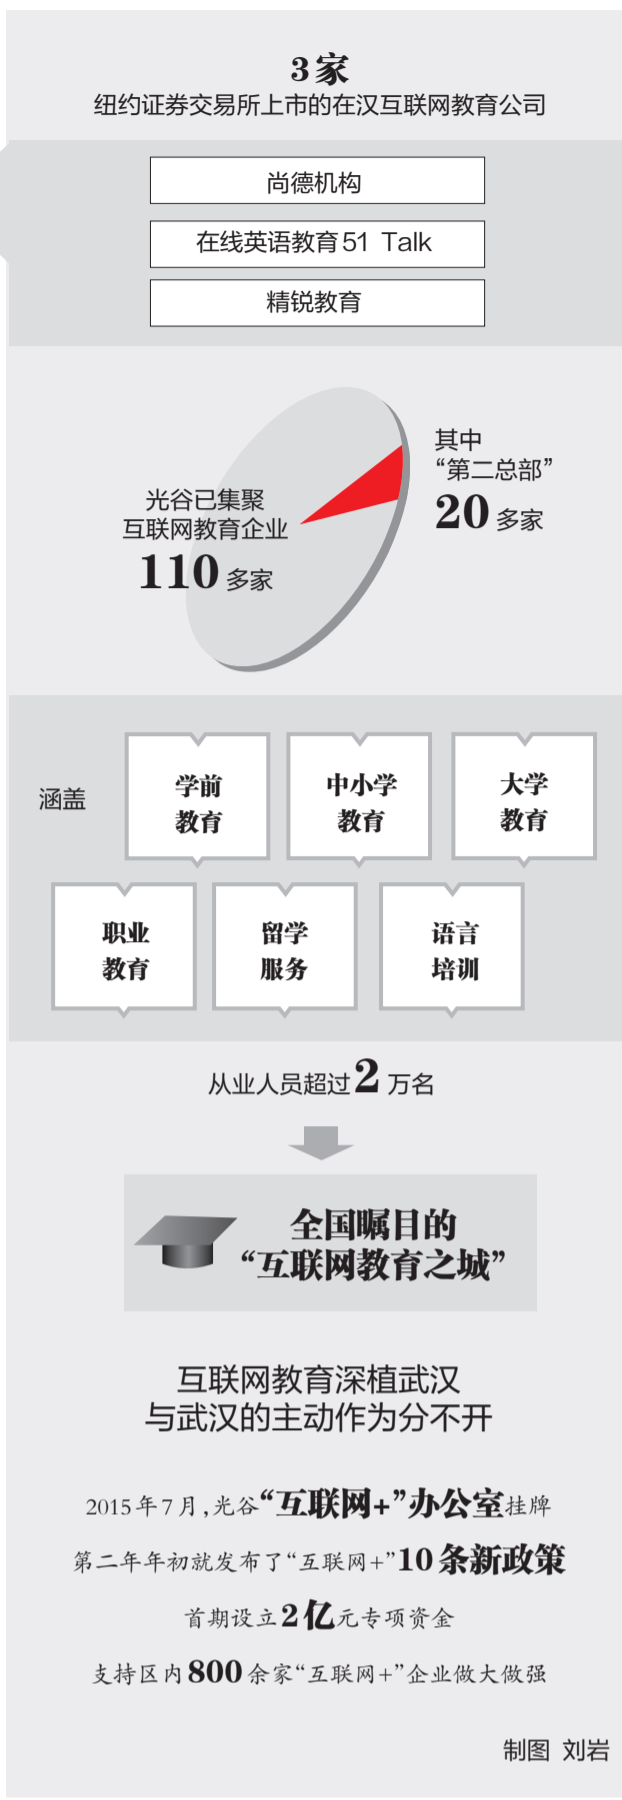 3家
纽约证券交易所上市的在汉互联网教育公司
尚德机构
在线英语教育51 Talk
精锐教育
其中
“第二总部”
20多家
光谷已集聚
互联网教育企业
110多家
涵盖
学前
教育
中小学
教育
大学
教育
职业
教育
留学
服务
语言
培训
从业人员超过2万名
全国瞩目的
“互联网教育之城”
互联网教育深植武汉
与武汉的主动作为分不开
2015年7月,光谷“互联网+”办公室挂牌
第二年年初就发布了“互联网+”10条新政策
首期设立2亿元专项资金
支持区内800余家“互联网+”企业做大做强
制图 刘岩